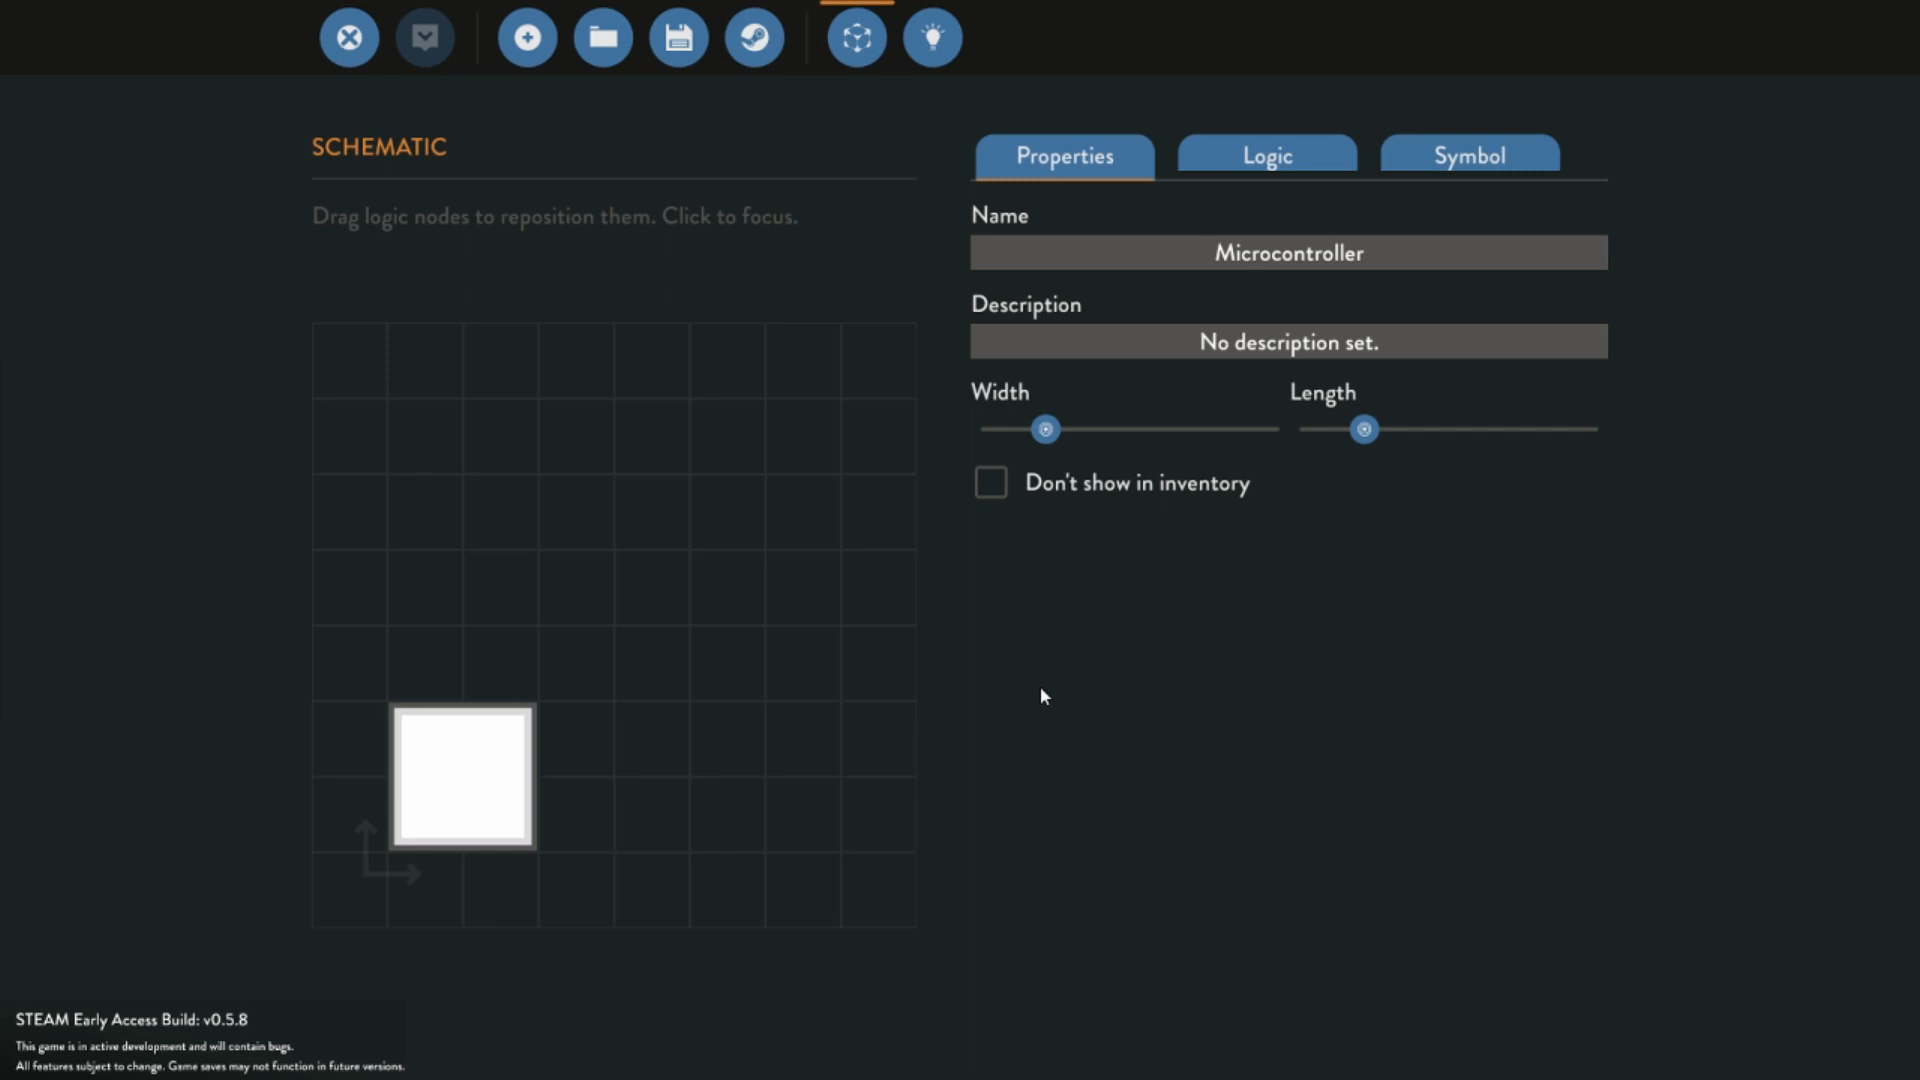 SCHEMATIC
Drag logic nodes to reposition them. Click to focus.
Properties
Logic
Symbol
Name
Microcontroller
Description
No description set.
Width
Length
Don't show in inventory
STEAM Early Access Build: v0.5.8
This game is in active development and will contain bugs.
All features subject to change. Game saves may not function in future versions.